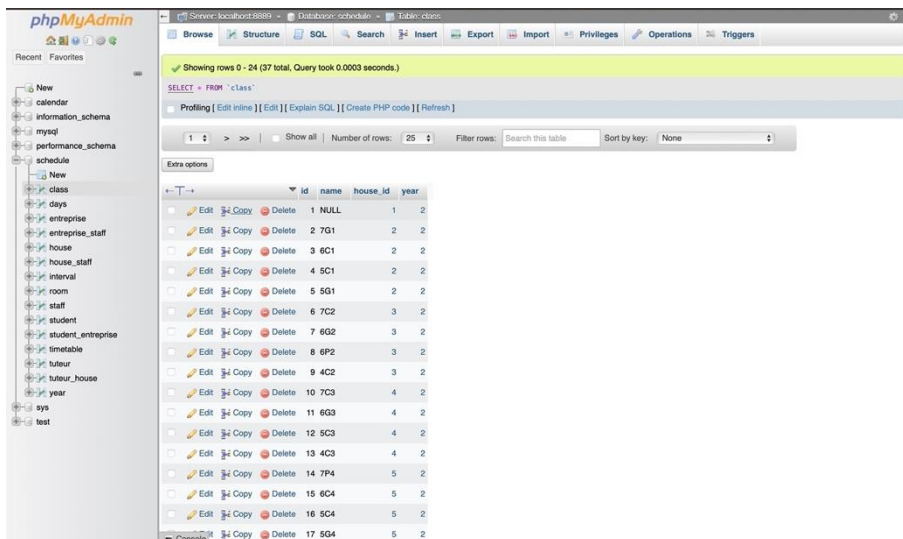 phpMyAdmin
Recent Favorites
New
calendar
information_schema
mysql
performance_schema
schedule
New
class
days
entreprise
entreprise_staff
house
house_staff
interval
room
staff
student
student_entreprise
timetable
tuteur
tuteur_house
year
sys
test
Server: localhost:8889 » Database: schedule » Table: class
Browse Structure SQL Search Insert Export Import Privileges Operations Triggers
Showing rows 0 - 24 (37 total, Query took 0.0003 seconds.)
SELECT * FROM `class`
Profiling [ Edit inline ] [ Edit ] [ Explain SQL ] [ Create PHP code ] [ Refresh ]
1 > >> | Show all | Number of rows: 25 Filter rows: Search this table Sort by key: None
Extra options
←T→ id name house_id year
Edit Copy Delete 1 NULL 1 2
Edit Copy Delete 2 7G1 2 2
Edit Copy Delete 3 6C1 2 2
Edit Copy Delete 4 5C1 2 2
Edit Copy Delete 5 5G1 2 2
Edit Copy Delete 6 7C2 3 2
Edit Copy Delete 7 6G2 3 2
Edit Copy Delete 8 6P2 3 2
Edit Copy Delete 9 4C2 3 2
Edit Copy Delete 10 7C3 4 2
Edit Copy Delete 11 6G3 4 2
Edit Copy Delete 12 5C3 4 2
Edit Copy Delete 13 4C3 4 2
Edit Copy Delete 14 7P4 5 2
Edit Copy Delete 15 6C4 5 2
Edit Copy Delete 16 5C4 5 2
Copy Delete 17 5G4 5 2
Console